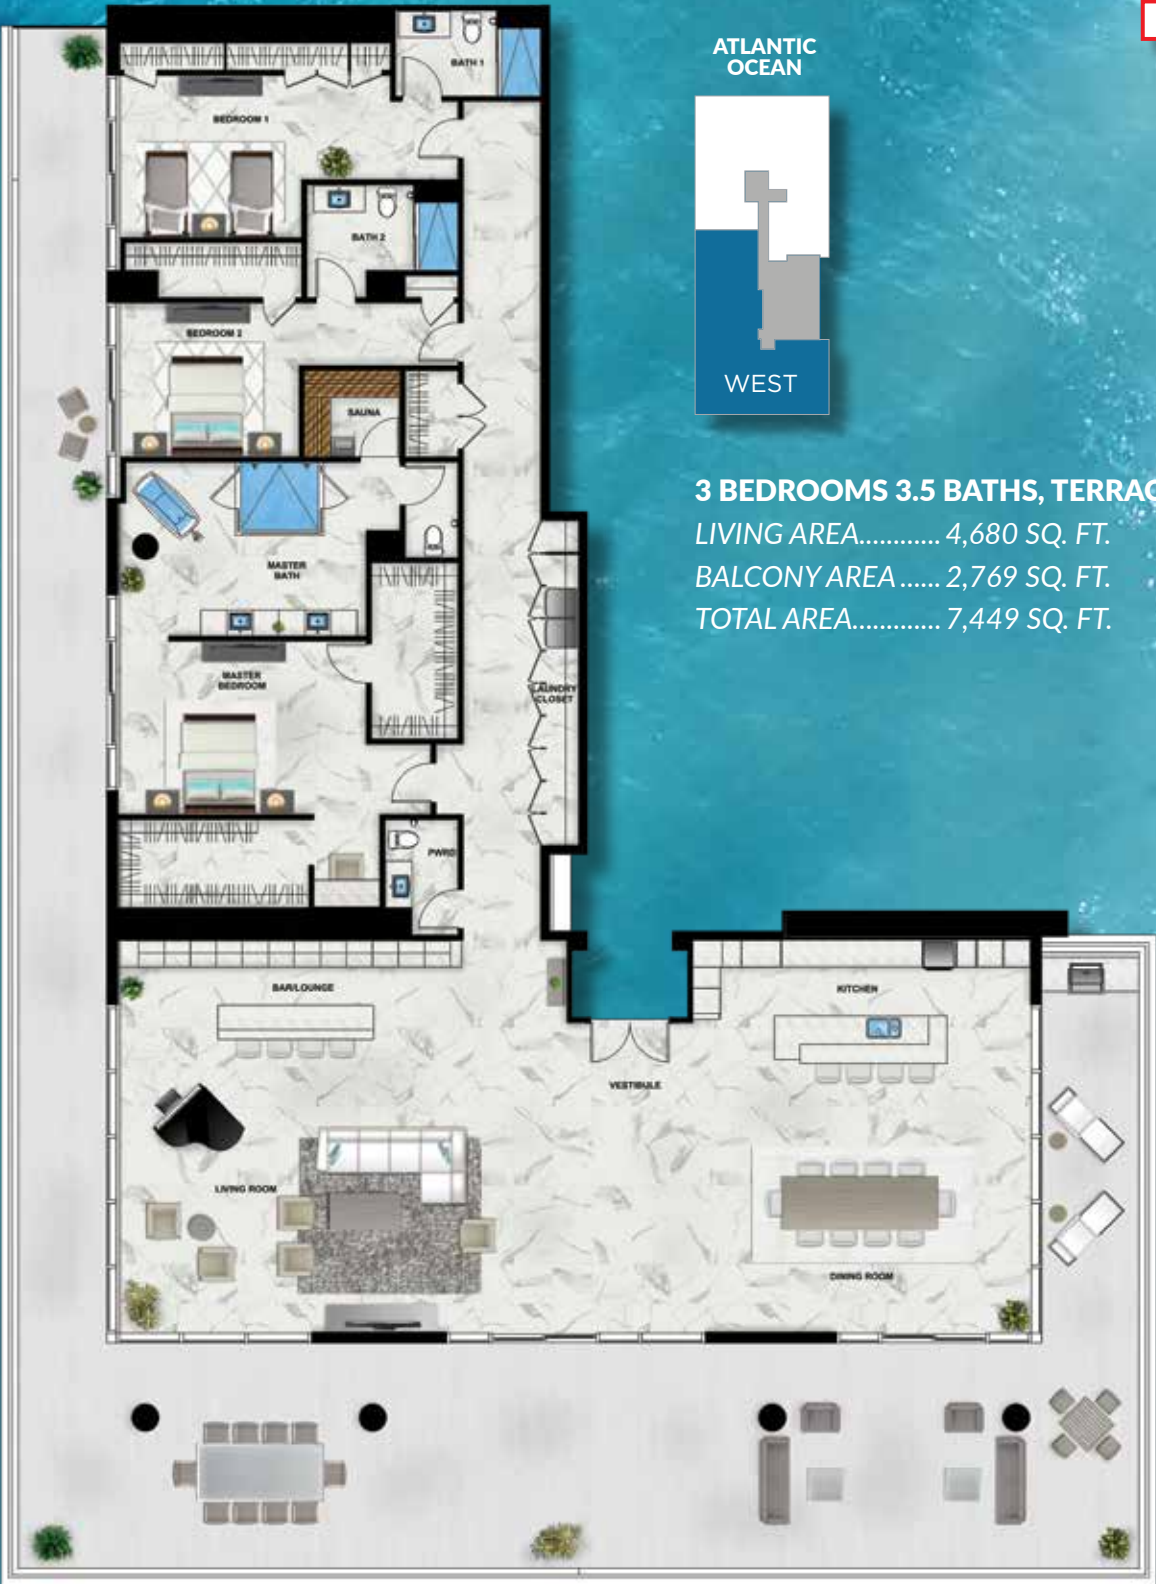 BATH 1
BEDROOM 1
BATH 2
BEDROOM 2
SAUNA
MASTER
BATH
MASTER
BEDROOM
LAUNDRY
CLOSET
PWRD
BAR/LOUNGE
KITCHEN
VESTIBULE
LIVING ROOM
DINING ROOM
ATLANTIC
OCEAN
WEST
3 BEDROOMS 3.5 BATHS, TERRAC
LIVING AREA............ 4,680 SQ. FT.
BALCONY AREA ...... 2,769 SQ. FT.
TOTAL AREA............. 7,449 SQ. FT.